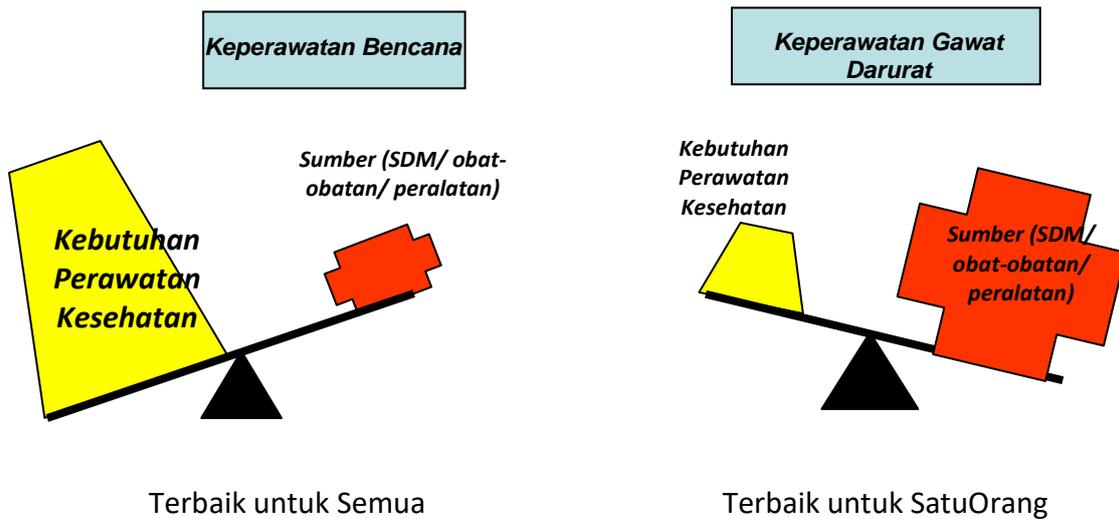 Keperawatan Bencana
Keperawatan Gawat
Darurat
Sumber (SDM/ obat-
obatan/ peralatan)
Kebutuhan
Perawatan
Kesehatan
Kebutuhan
Perawatan
Kesehatan
Sumber (SDM/
obat-obatan/
peralatan)
Terbaik untuk Semua
Terbaik untuk SatuOrang